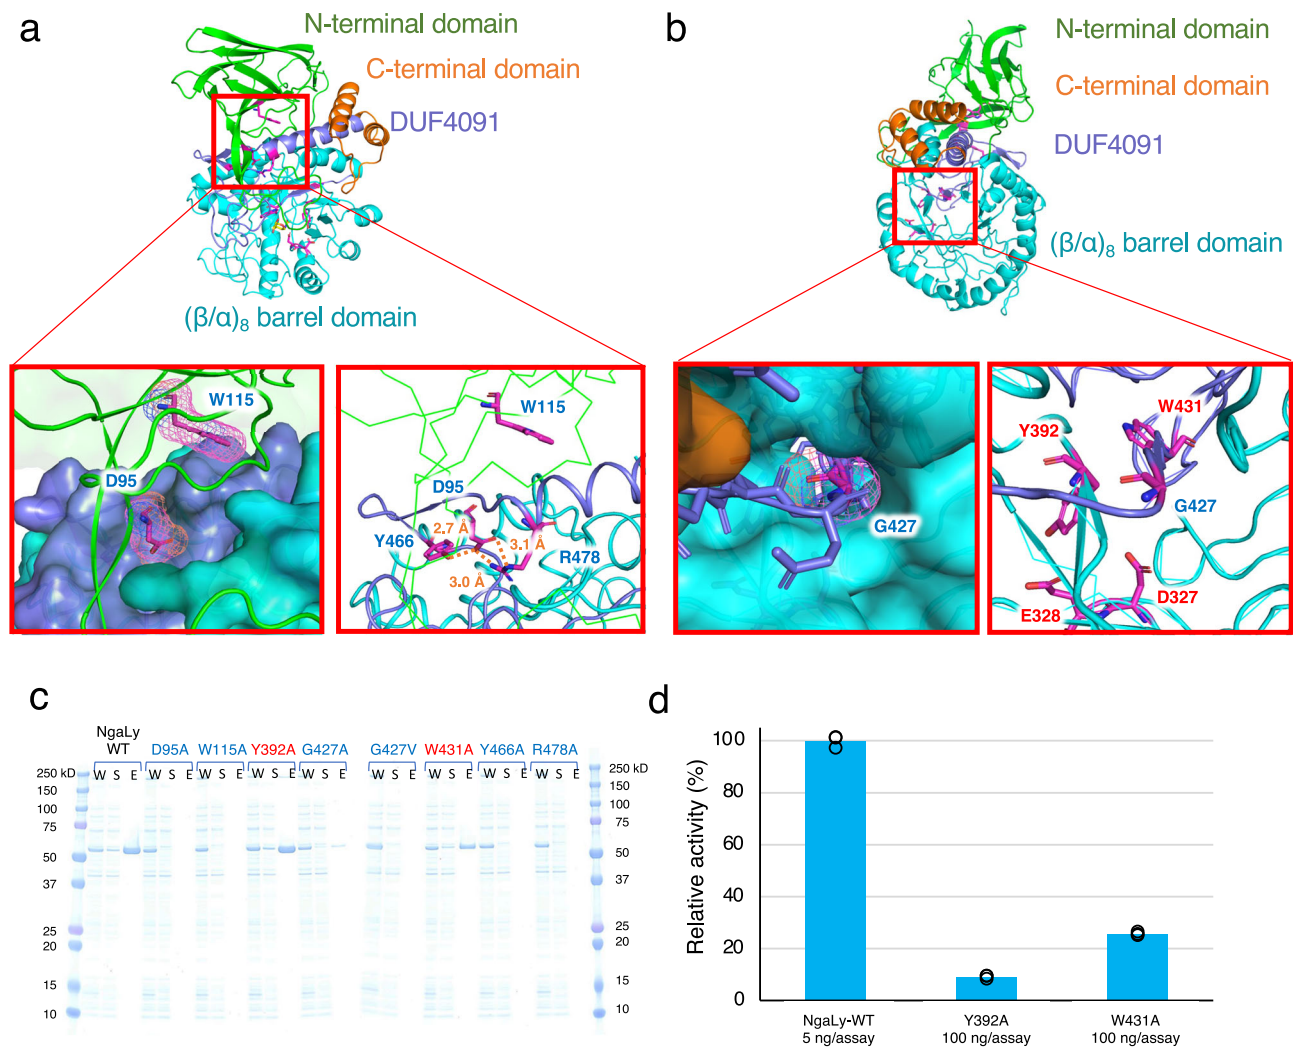 a
N-terminal domain
C-terminal domain
DUF4091
(β/α)8 barrel domain
W115
D95
W115
D95
2.7 Å
Y466
3.1 Å
R478
3.0 Å
b
N-terminal domain
C-terminal domain
DUF4091
(β/α)8 barrel domain
G427
W431
Y392
G427
D327
E328
c
NgaLy
WT
D95A W115A Y392A G427A G427V W431A Y466A R478A
W S E W S E W S E W S E W S E W S E W S E W S E W S E
250 kD
150
100
75
50
37
25
20
15
10
250 kD
150
100
75
50
37
25
20
15
10
d
Relative activity (%)
100
80
60
40
20
0
NgaLy-WT Y392A W431A
5 ng/assay 100 ng/assay 100 ng/assay